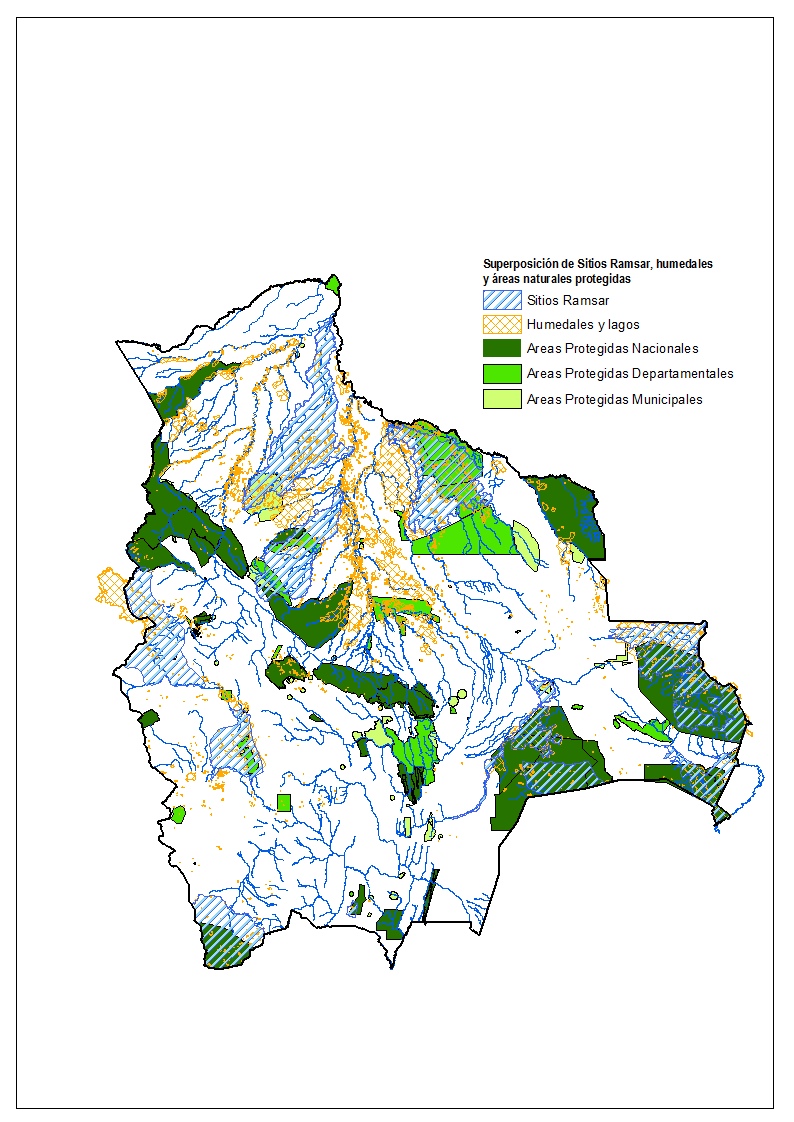 Superposición de Sitios Ramsar, humedales
y áreas naturales protegidas
Sitios Ramsar
Humedales y lagos
Areas Protegidas Nacionales
Areas Protegidas Departamentales
Areas Protegidas Municipales